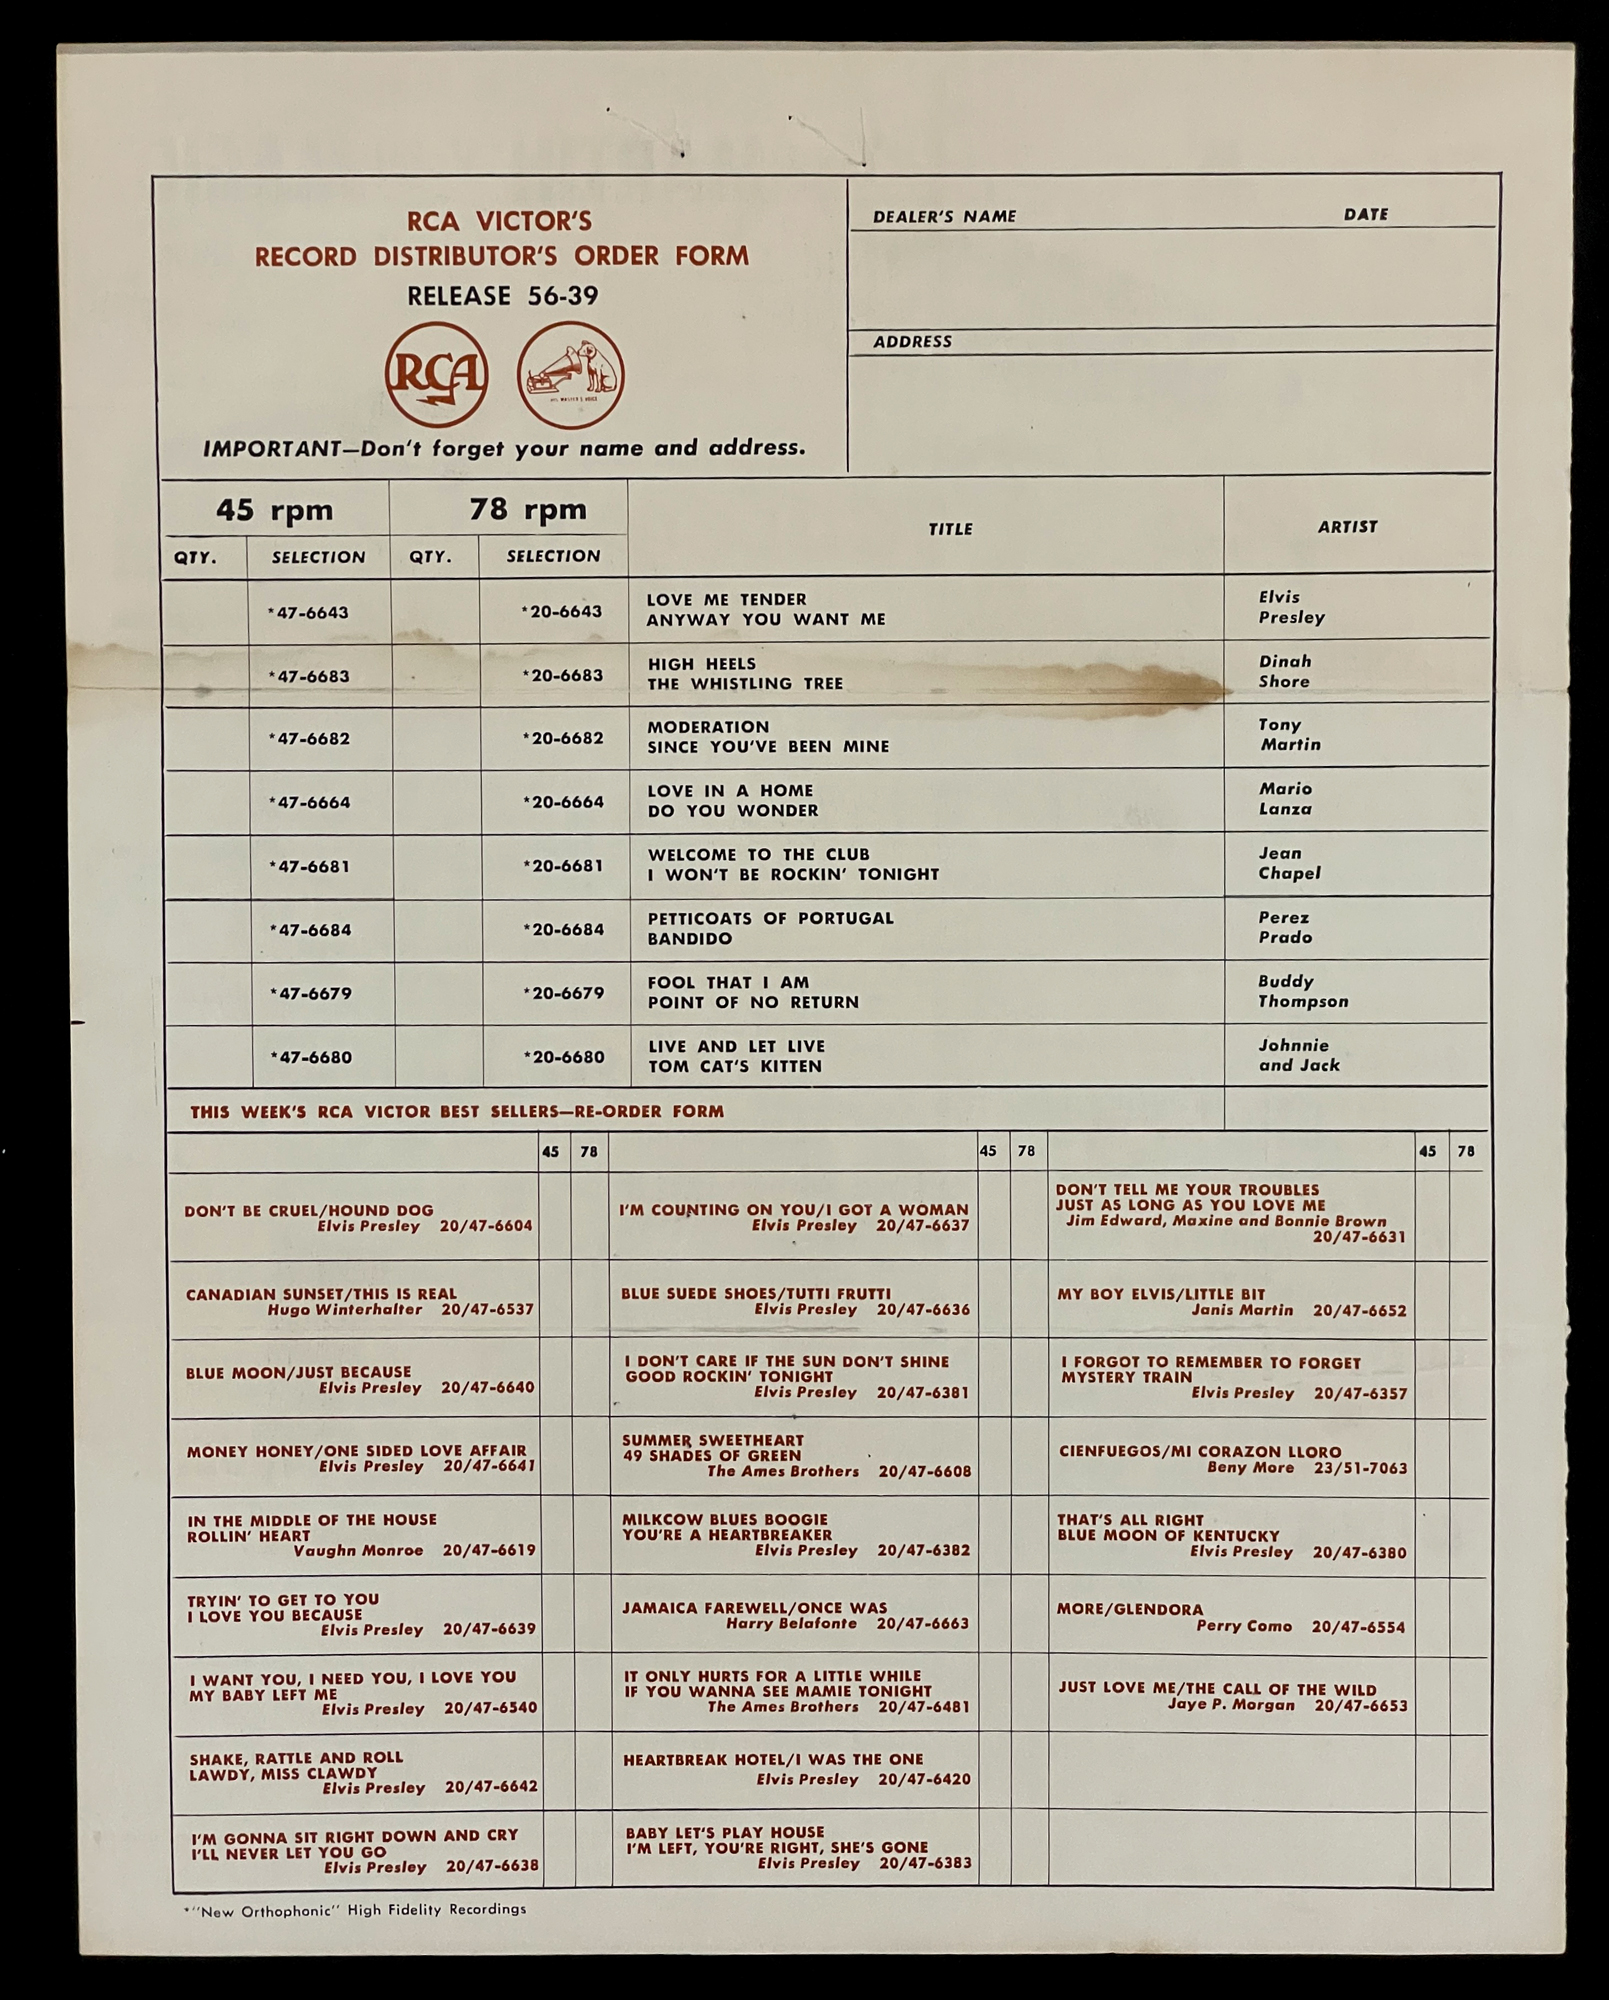 RCA VICTOR'S
RECORD DISTRIBUTOR'S ORDER FORM
RELEASE 56-39
RCA
IMPORTANT—Don't forget your name and address.
DEALER'S NAME DATE
ADDRESS
45 rpm 78 rpm TITLE ARTIST
QTY. SELECTION QTY. SELECTION
*47-6643 *20-6643 LOVE ME TENDER Elvis
ANYWAY YOU WANT ME Presley
*47-6683 *20-6683 HIGH HEELS Dinah
THE WHISTLING TREE Shore
*47-6682 *20-6682 MODERATION Tony
SINCE YOU'VE BEEN MINE Martin
*47-6664 *20-6664 LOVE IN A HOME Mario
DO YOU WONDER Lanza
*47-6681 *20-6681 WELCOME TO THE CLUB Jean
I WON'T BE ROCKIN' TONIGHT Chapel
*47-6684 *20-6684 PETTICOATS OF PORTUGAL Perez
BANDIDO Prado
*47-6679 *20-6679 FOOL THAT I AM Buddy
POINT OF NO RETURN Thompson
*47-6680 *20-6680 LIVE AND LET LIVE Johnnie
TOM CAT'S KITTEN and Jack
THIS WEEK'S RCA VICTOR BEST SELLERS—RE-ORDER FORM
45 78 45 78 45 78
DON'T BE CRUEL/HOUND DOG
Elvis Presley 20/47-6604
I'M COUNTING ON YOU/I GOT A WOMAN
Elvis Presley 20/47-6637
DON'T TELL ME YOUR TROUBLES
JUST AS LONG AS YOU LOVE ME
Jim Edward, Maxine and Bonnie Brown
20/47-6631
CANADIAN SUNSET/THIS IS REAL
Hugo Winterhalter 20/47-6537
BLUE SUEDE SHOES/TUTTI FRUTTI
Elvis Presley 20/47-6636
MY BOY ELVIS/LITTLE BIT
Janis Martin 20/47-6652
BLUE MOON/JUST BECAUSE
Elvis Presley 20/47-6640
I DON'T CARE IF THE SUN DON'T SHINE
GOOD ROCKIN' TONIGHT
Elvis Presley 20/47-6381
I FORGOT TO REMEMBER TO FORGET
MYSTERY TRAIN
Elvis Presley 20/47-6357
MONEY HONEY/ONE SIDED LOVE AFFAIR
Elvis Presley 20/47-6641
SUMMER SWEETHEART
49 SHADES OF GREEN
The Ames Brothers 20/47-6608
CIENFUEGOS/MI CORAZON LLORO
Beny More 23/51-7063
IN THE MIDDLE OF THE HOUSE
ROLLIN' HEART
Vaughn Monroe 20/47-6619
MILKCOW BLUES BOOGIE
YOU'RE A HEARTBREAKER
Elvis Presley 20/47-6382
THAT'S ALL RIGHT
BLUE MOON OF KENTUCKY
Elvis Presley 20/47-6380
TRYIN' TO GET TO YOU
I LOVE YOU BECAUSE
Elvis Presley 20/47-6639
JAMAICA FAREWELL/ONCE WAS
Harry Belafonte 20/47-6663
MORE/GLENDORA
Perry Como 20/47-6554
I WANT YOU, I NEED YOU, I LOVE YOU
MY BABY LEFT ME
Elvis Presley 20/47-6540
IT ONLY HURTS FOR A LITTLE WHILE
IF YOU WANNA SEE MAMIE TONIGHT
The Ames Brothers 20/47-6481
JUST LOVE ME/THE CALL OF THE WILD
Jaye P. Morgan 20/47-6653
SHAKE, RATTLE AND ROLL
LAWDY, MISS CLAWDY
Elvis Presley 20/47-6642
HEARTBREAK HOTEL/I WAS THE ONE
Elvis Presley 20/47-6420
I'M GONNA SIT RIGHT DOWN AND CRY
I'LL NEVER LET YOU GO
Elvis Presley 20/47-6638
BABY LET'S PLAY HOUSE
I'M LEFT, YOU'RE RIGHT, SHE'S GONE
Elvis Presley 20/47-6383
*"New Orthophonic" High Fidelity Recordings